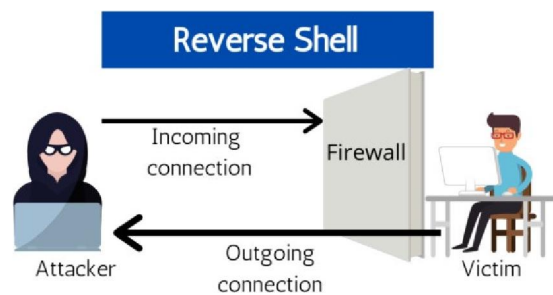 Reverse Shell
Incoming
connection
Firewall
Outgoing
connection
Attacker
Victim